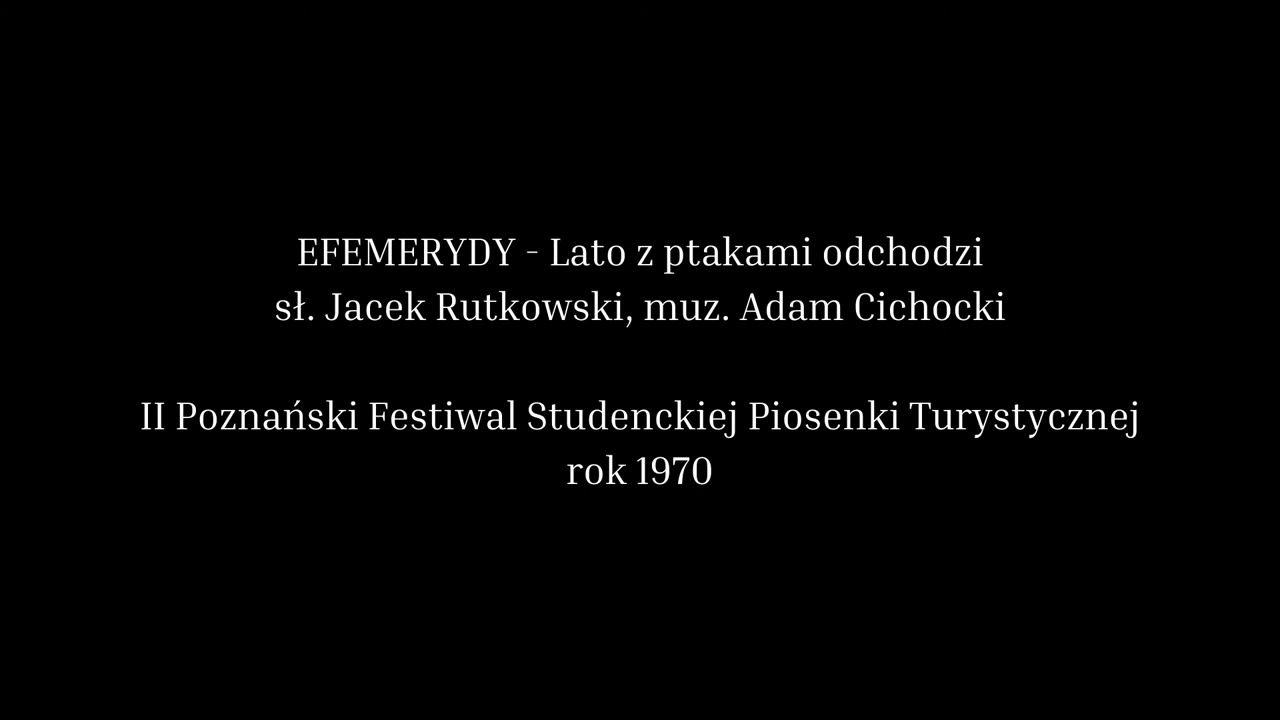 EFEMERYDY - Lato z ptakami odchodzi
sł. Jacek Rutkowski, muz. Adam Cichocki
II Poznański Festiwal Studenckiej Piosenki Turystycznej
rok 1970